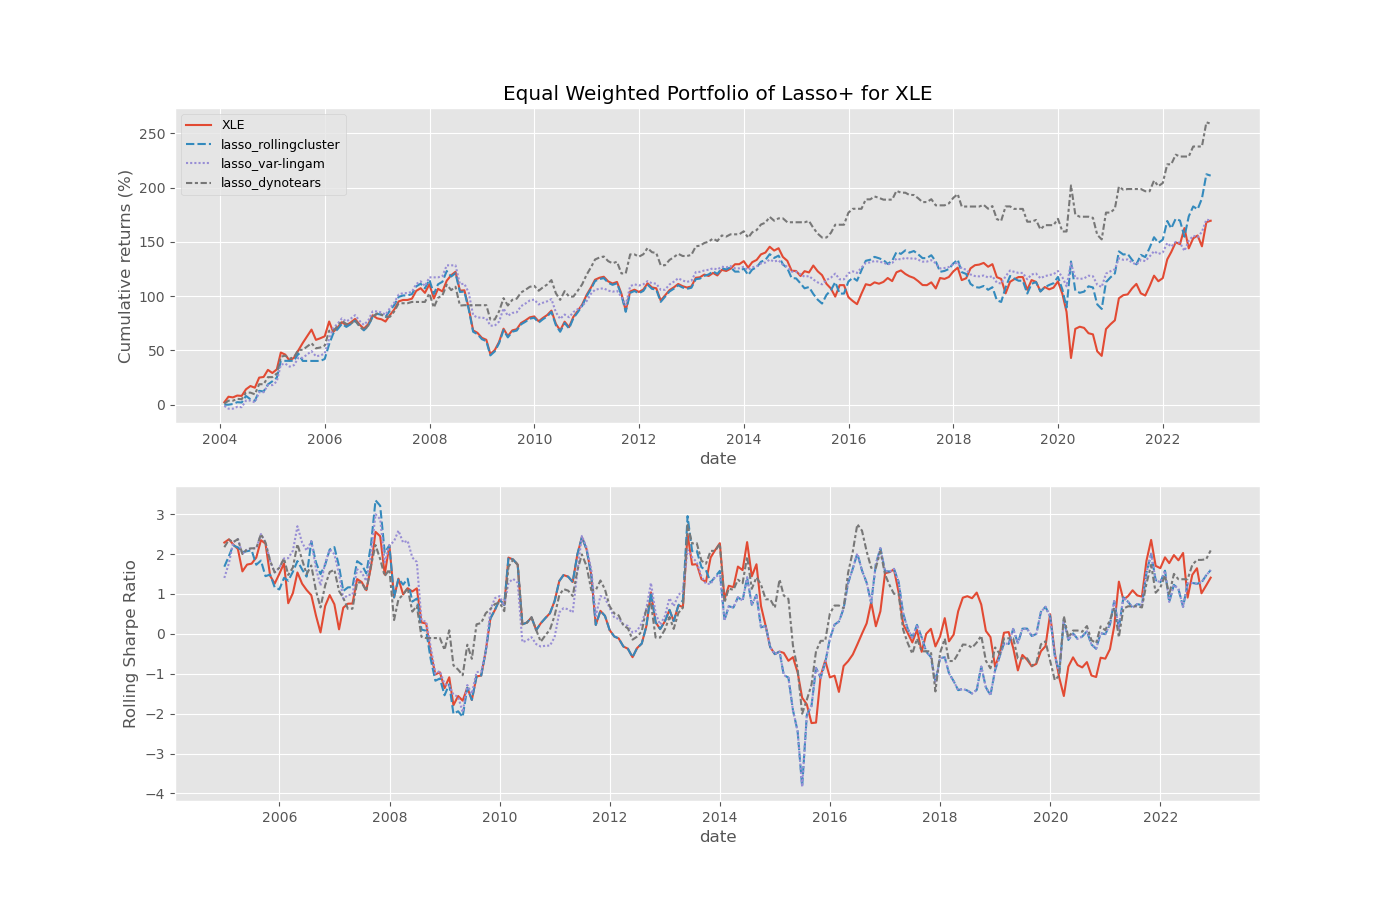 Equal Weighted Portfolio of Lasso+ for XLE
Cumulative returns (%)
250
200
150
100
50
0
XLE
lasso_rollingcluster
lasso_var-lingam
lasso_dynotears
2004 2006 2008 2010 2012 2014 2016 2018 2020 2022
date
Rolling Sharpe Ratio
3
2
1
0
−1
−2
−3
−4
2006 2008 2010 2012 2014 2016 2018 2020 2022
date